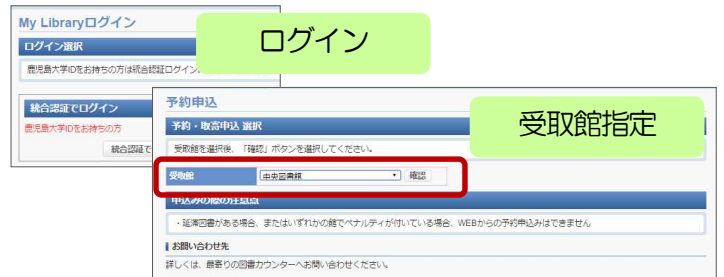 My Libraryログイン
ログイン選択
鹿児島大学IDをお持ちの方は統合認証ログイン
ログイン
統合認証でログイン
鹿児島大学IDをお持ちの方
統合認証で
予約申込
予約・取寄申込 選択
受取館を選択後、「確認」ボタンを選択してください。
受取館指定
受取館 中央図書館 確認
申込みの際の注意点
・延滞図書がある場合、またはいずれかの館でペナルティが付いている場合、WEBからの予約申込みはできません
お問い合わせ先
詳しくは、最寄りの図書カウンターへお問い合わせください。